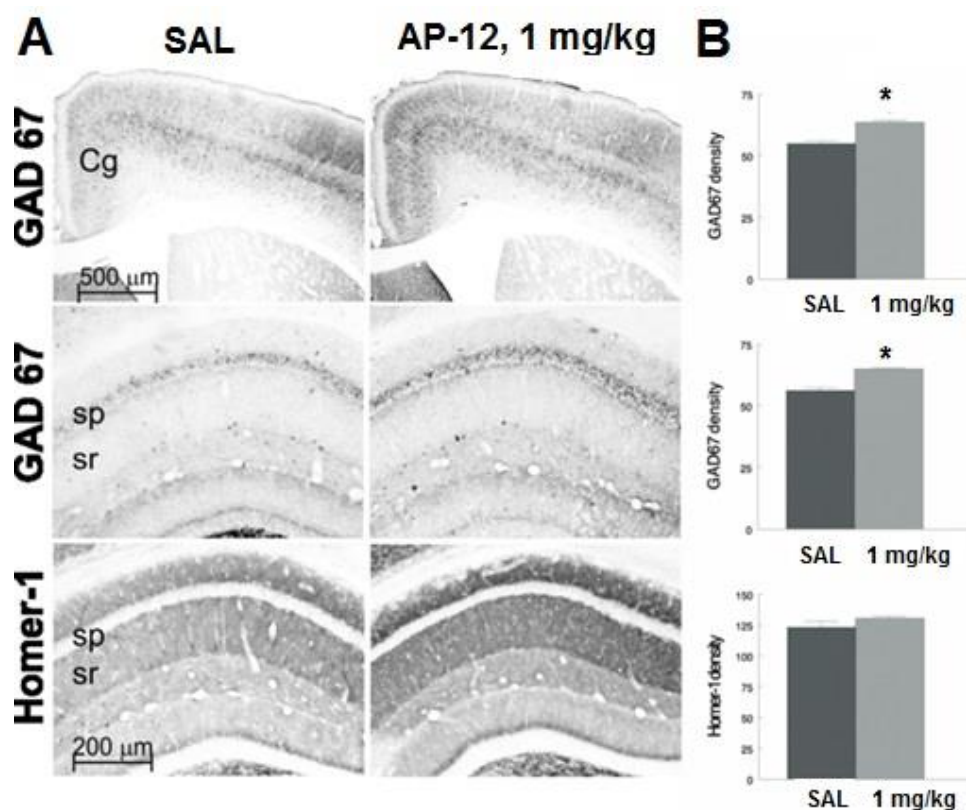 A
SAL
AP-12, 1 mg/kg
B
GAD 67
Cg
500 µm
GAD 67
sp
sr
Homer-1
sp
sr
200 µm
*
75
50
25
0
GAD67 density
SAL 1 mg/kg
*
75
50
25
0
GAD67 density
SAL 1 mg/kg
150
125
100
75
50
25
0
Homer-1density
SAL 1 mg/kg